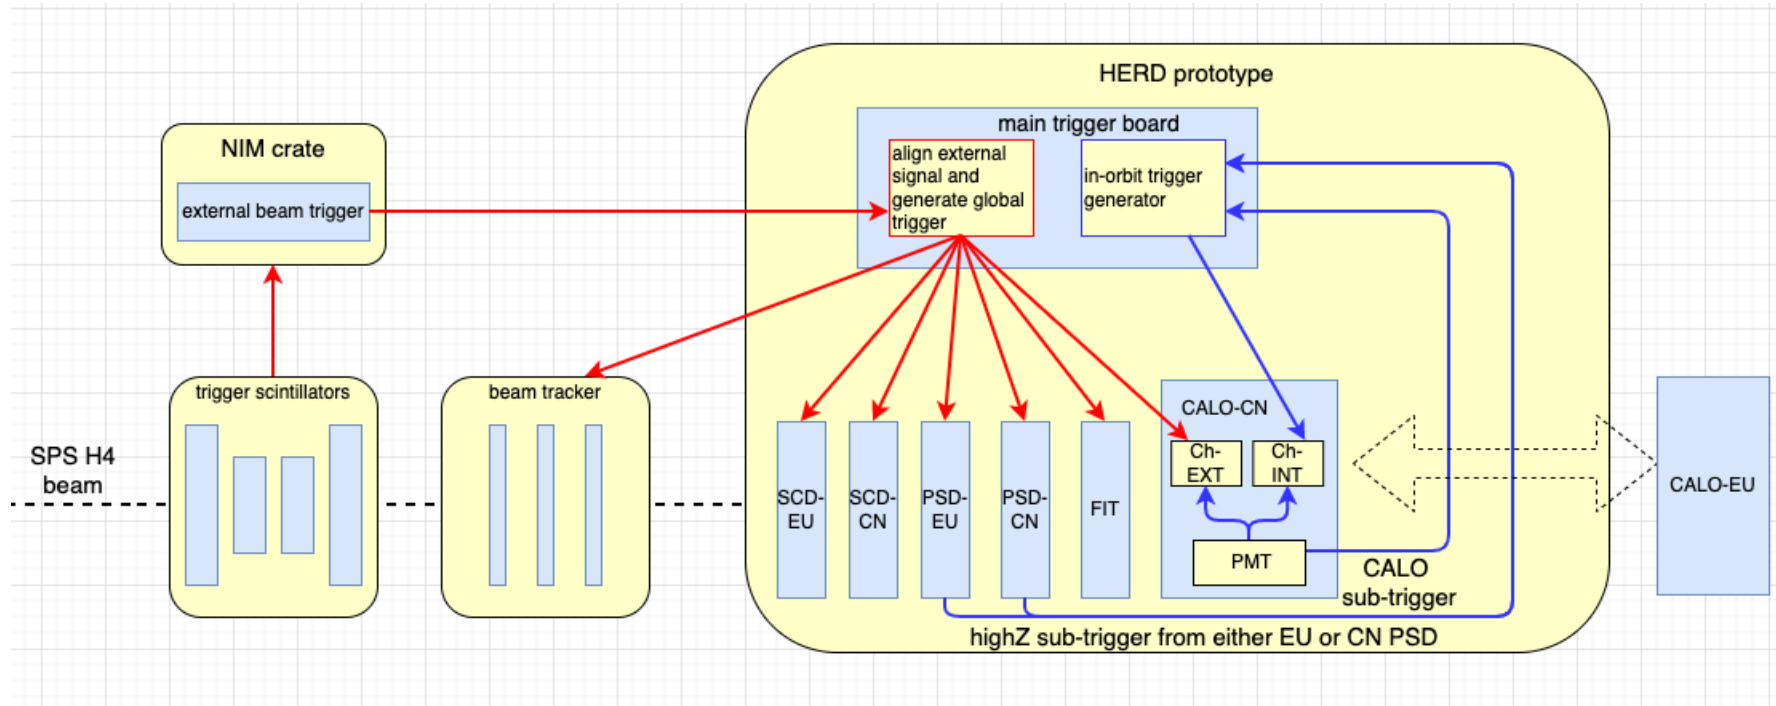 HERD prototype
main trigger board
NIM crate
external beam trigger
align external
signal and
generate global
trigger
in-orbit trigger
generator
trigger scintillators
beam tracker
SPS H4
beam
SCD-
EU
SCD-
CN
PSD-
EU
PSD-
CN
FIT
CALO-CN
Ch-
EXT
Ch-
INT
PMT
CALO-EU
CALO
sub-trigger
highZ sub-trigger from either EU or CN PSD